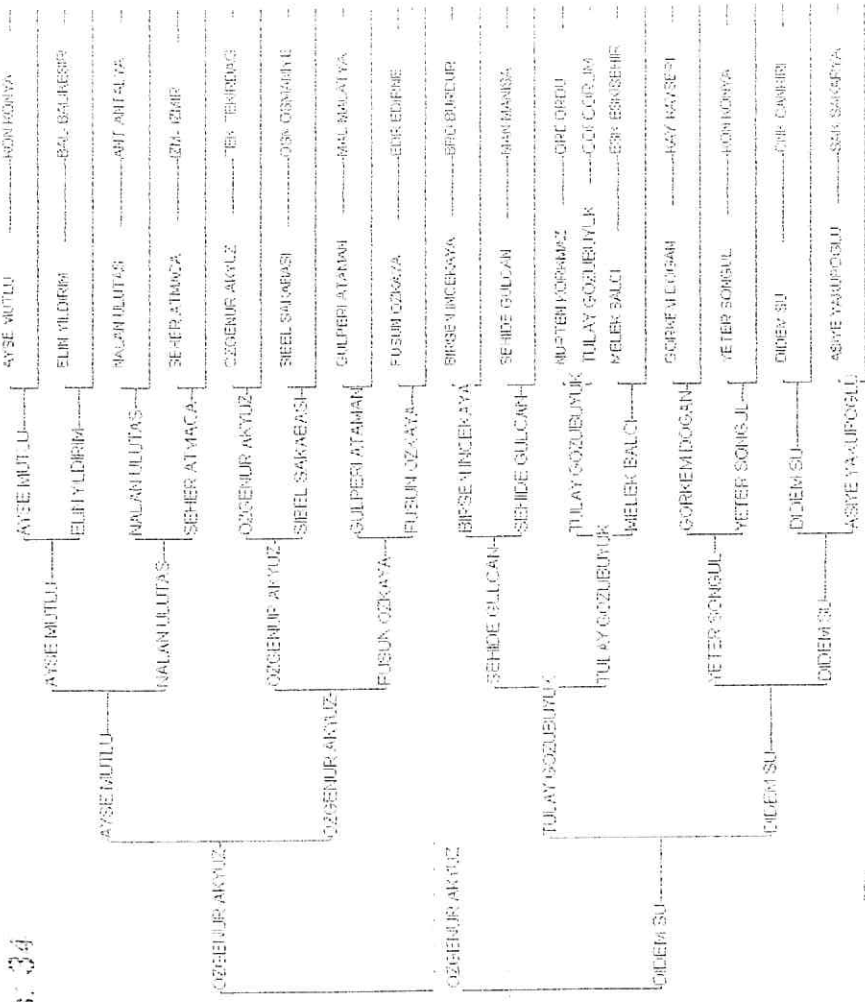 34
AYSE MUTLU KON KONYA
ELIN YILDIRIM BAL BALIKESIR
NALAN ULUTAS ANT ANTALYA
SEHER ATMACA IZM IZMIR
OZGENUR AKYUZ TEK TEKIRDAG
SIBEL SAKABASI OSM OSMANIYE
GULPERI ATAMAN MAL MALATYA
FUSUN OZKAYA EDIR EDIRNE
BIRGEN INCEKAYA BRD BURDUR
SEHIDE GULCAN MAN MANISA
NURTEN KORKMAZ ORD ORDU
TULAY GOZUBUYUK CORUM
MELEK BALCI ESK ESKISEHIR
GORKEM DOGAN KAY KAYSERI
YETER SONGUL KON KONYA
DIDEM SU CANKIRI
ASIYE YAKUPOGLU SAK SAKARYA
AYSE MUTLU
ELIN YILDIRIM
NALAN ULUTAS
SEHER ATMACA
OZGENUR AKYUZ
SIBEL SAKABASI
GULPERI ATAMAN
FUSUN OZKAYA
BIRGEN INCEKAYA
SEHIDE GULCAN
TULAY GOZUBUYUK
MELEK BALCI
GORKEM DOGAN
YETER SONGUL
DIDEM SU
ASIYE YAKUPOGLU
AYSE MUTLU
NALAN ULUTAS
OZGENUR AKYUZ
FUSUN OZKAYA
SEHIDE GULCAN
TULAY GOZUBUYUK
YETER SONGUL
DIDEM SU
AYSE MUTLU
OZGENUR AKYUZ
TULAY GOZUBUYUK
DIDEM SU
OZGENUR AKYUZ
DIDEM SU
OZGENUR AKYUZ